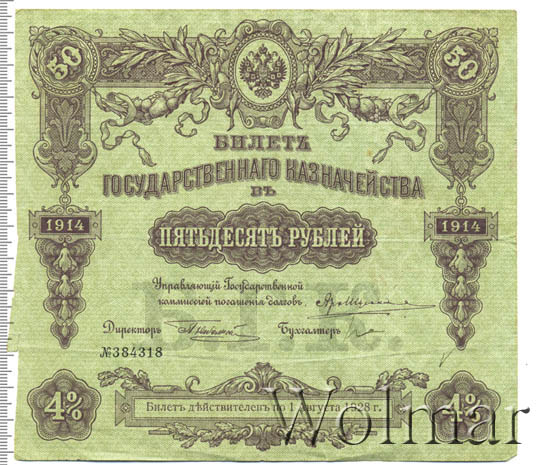 50 50
БИЛЕТЪ
ГОСУДАРСТВЕННАГО КАЗНАЧЕЙСТВА
ВЪ
1914 ПЯТЬДЕСЯТЪ РУБЛЕЙ 1914
Управляющій Государственной
коммиссіей погашенія долговъ,
Директоръ Бухгалтеръ
№384318
4% Билетъ дѣйствителенъ по 1 Августа 1928 г. 4%
Wolmar